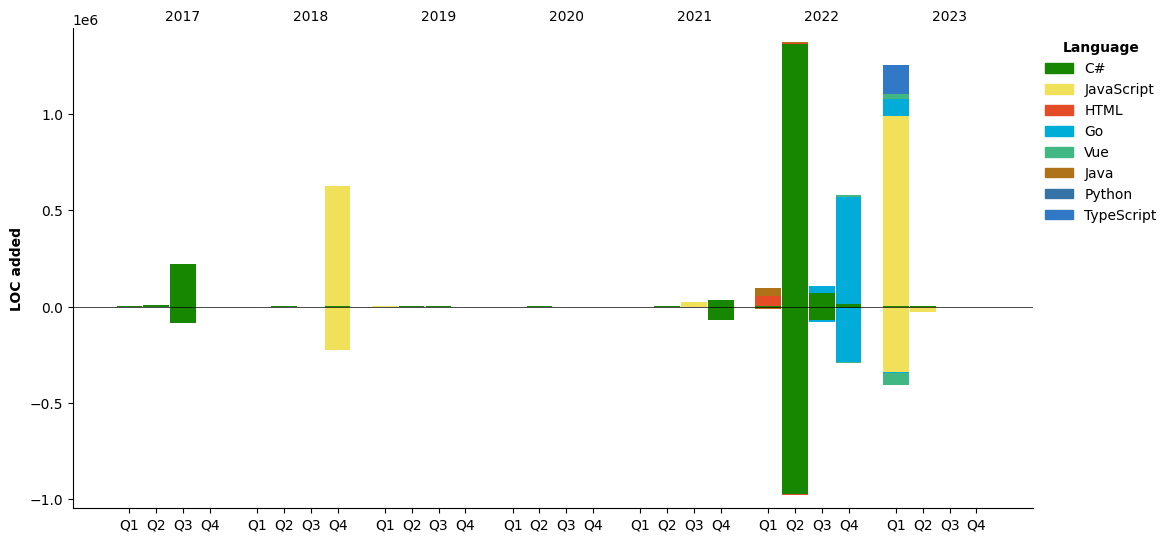 1e6
2017 2018 2019 2020 2021 2022 2023
Language
C#
JavaScript
HTML
Go
Vue
Java
Python
TypeScript
LOC added
1.0
0.5
0.0
−0.5
−1.0
Q1 Q2 Q3 Q4 Q1 Q2 Q3 Q4 Q1 Q2 Q3 Q4 Q1 Q2 Q3 Q4 Q1 Q2 Q3 Q4 Q1 Q2 Q3 Q4 Q1 Q2 Q3 Q4